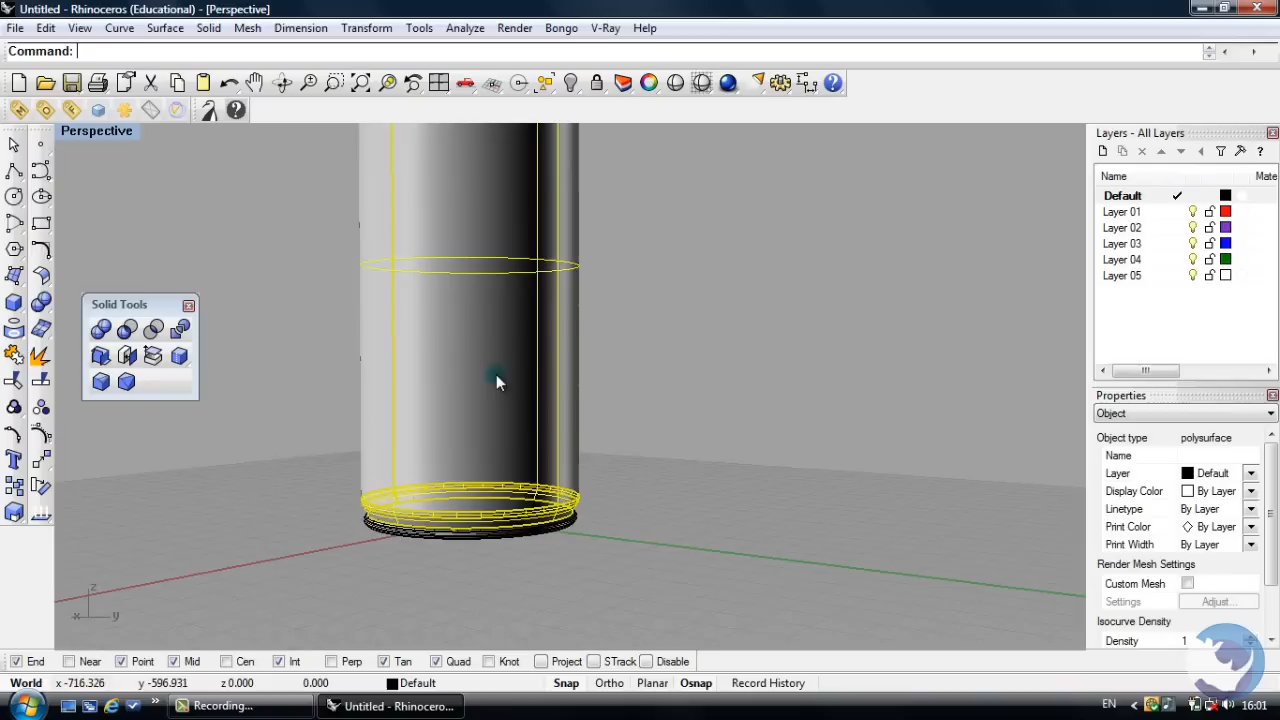 Untitled - Rhinoceros (Educational) - [Perspective]
File Edit View Curve Surface Solid Mesh Dimension Transform Tools Analyze Render Bongo V-Ray Help
Command:
Perspective
Layers - All Layers
Name Mate
Default
Layer 01
Layer 02
Layer 03
Layer 04
Layer 05
Solid Tools
Properties
Object
Object type polysurface
Name
Layer Default
Display Color By Layer
Linetype By Layer
Print Color By Layer
Print Width By Layer
Render Mesh Settings
Custom Mesh
Settings Adjust...
Isocurve Density
Density 1
z
x y
End Near Point Mid Cen Int Perp Tan Quad Knot Project STrack Disable
World x -716.326 y -596.931 z 0.000 0.000 Default Snap Ortho Planar Osnap Record History
Recording... Untitled - Rhinocero... EN 16:01